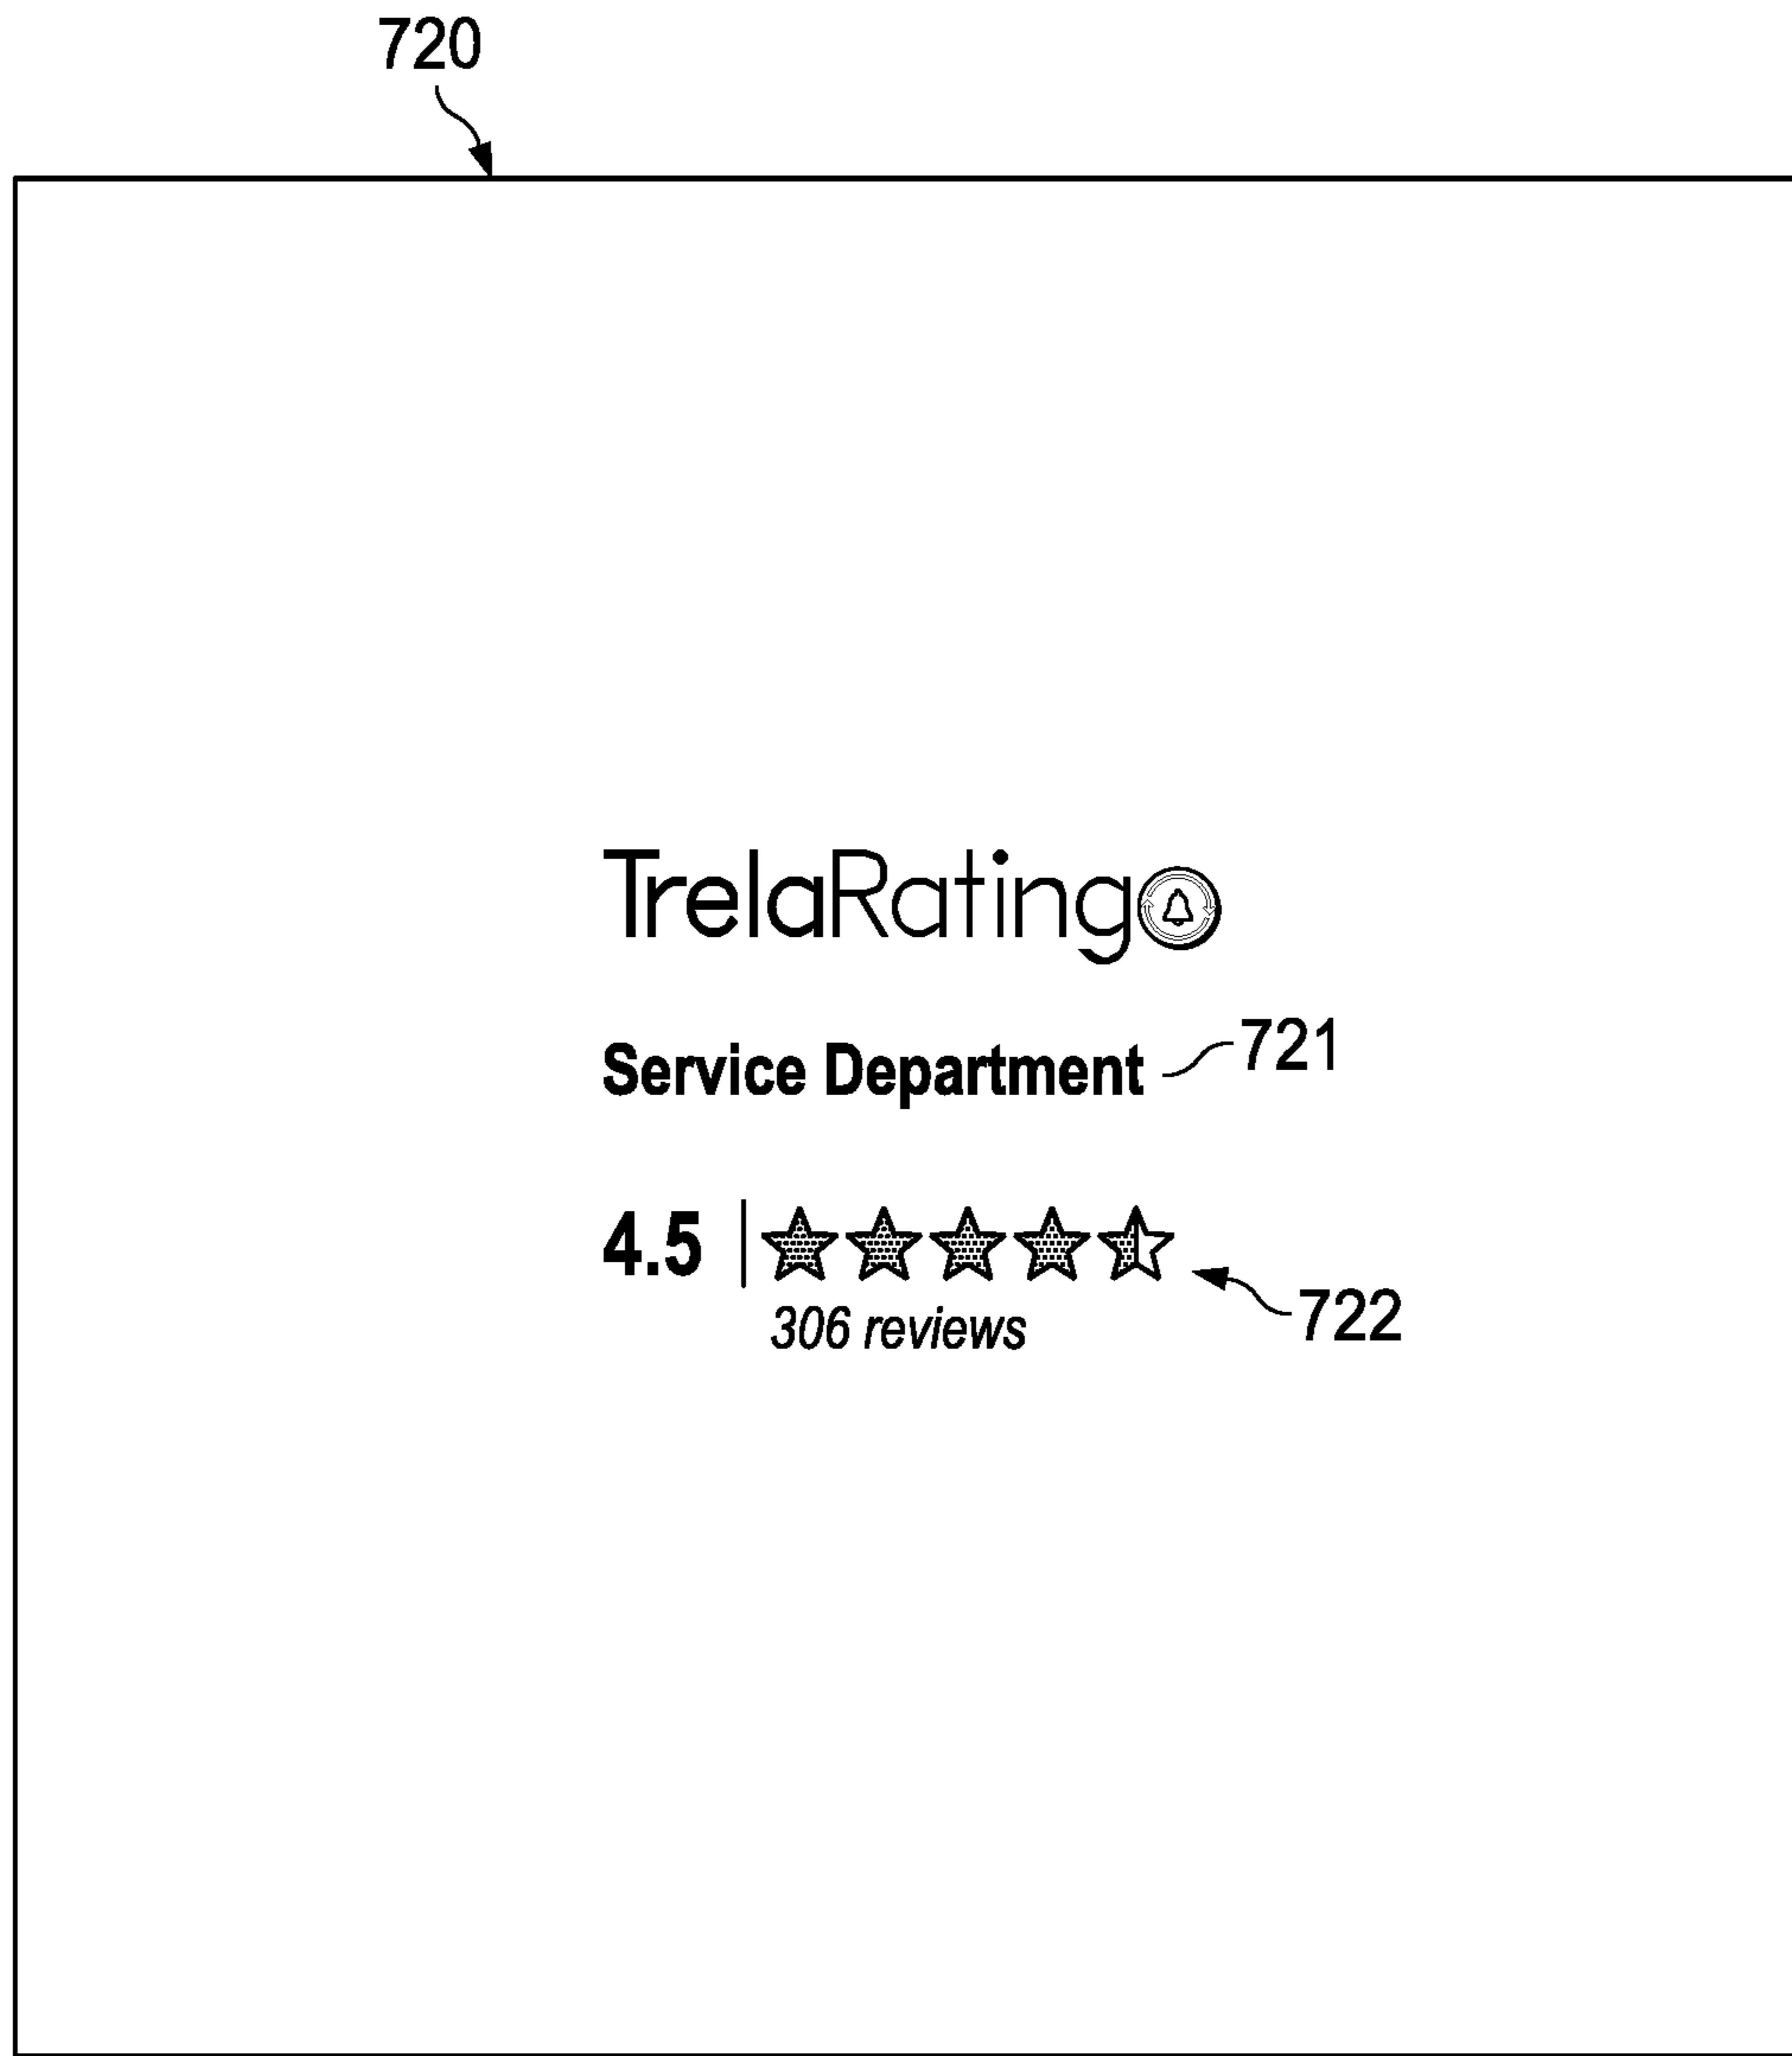 720
TrelaRating
Service Department 721
4.5
306 reviews 722